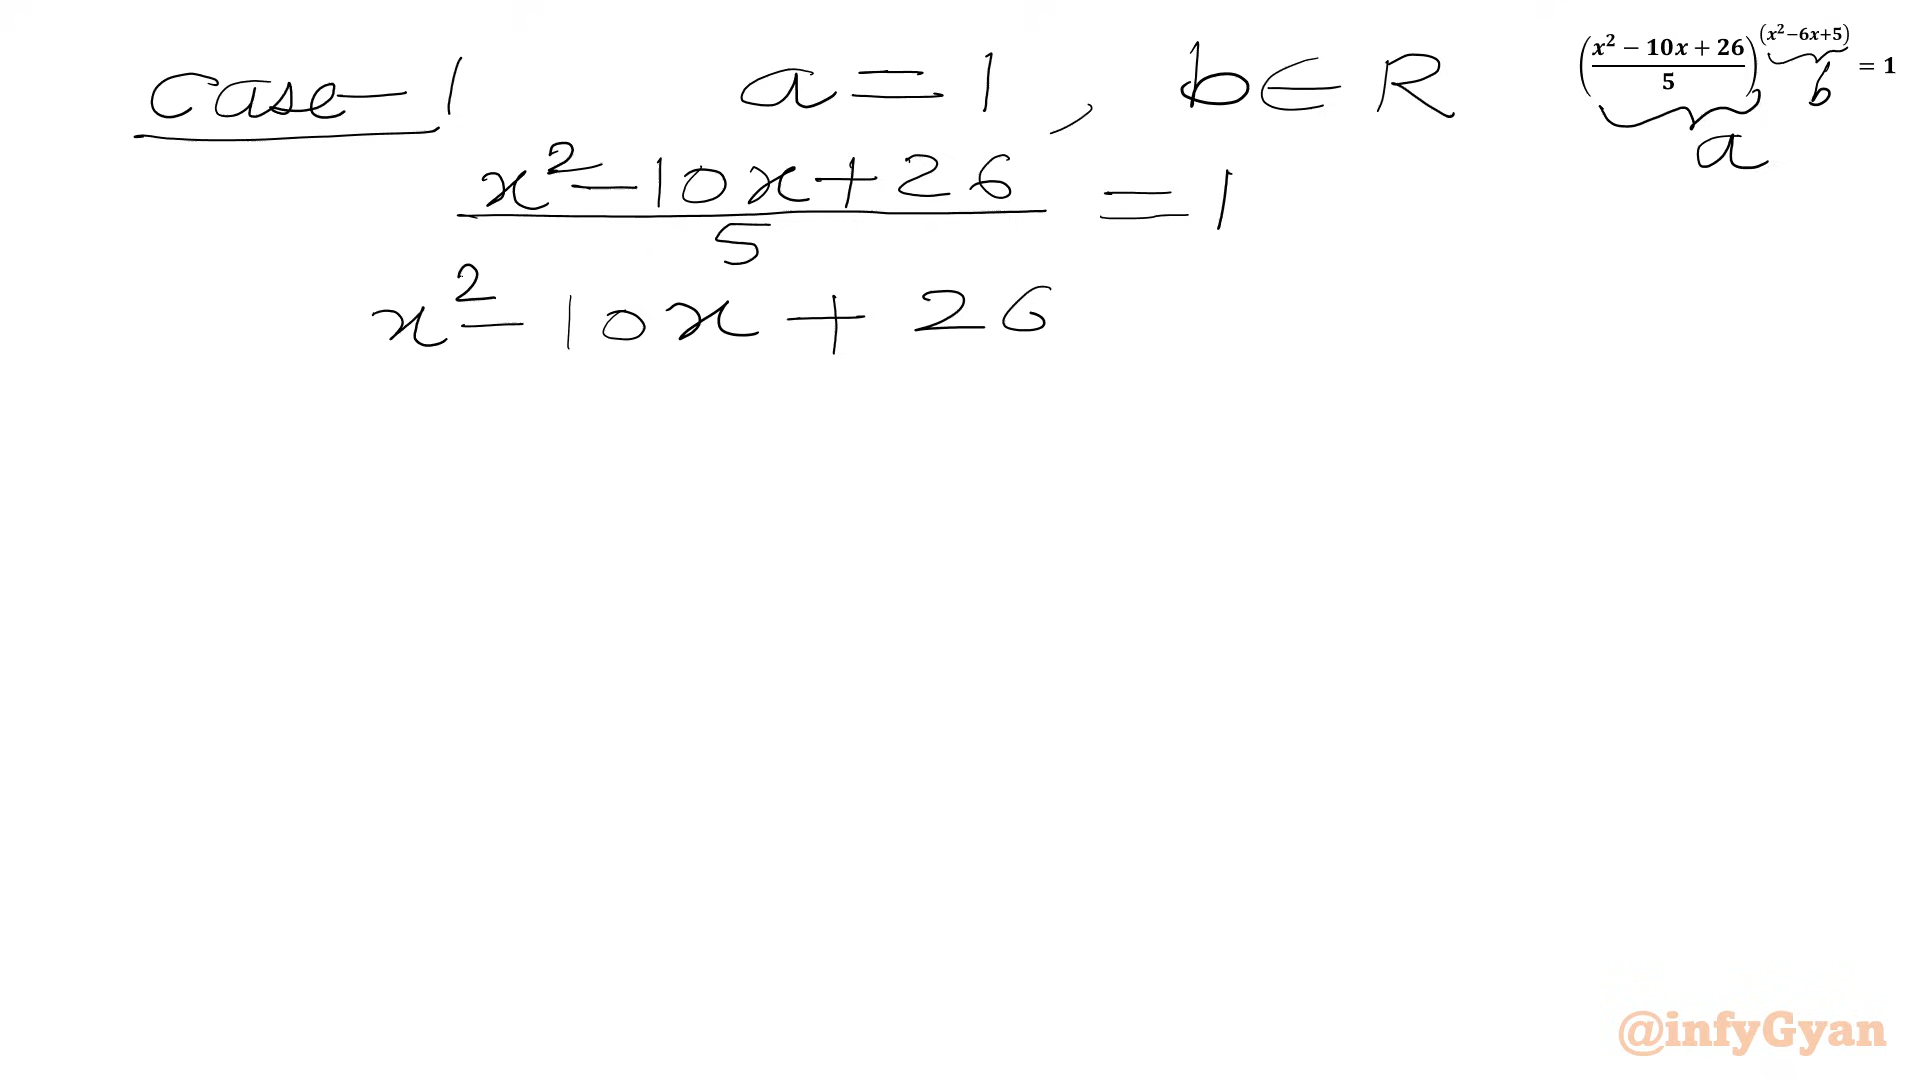 case-1 a = 1, b ∈ R
(x² − 10x + 26 / 5)^(x²−6x+5) = 1
a b
x² - 10x + 26 / 5 = 1
x² - 10x + 26
@infyGyan